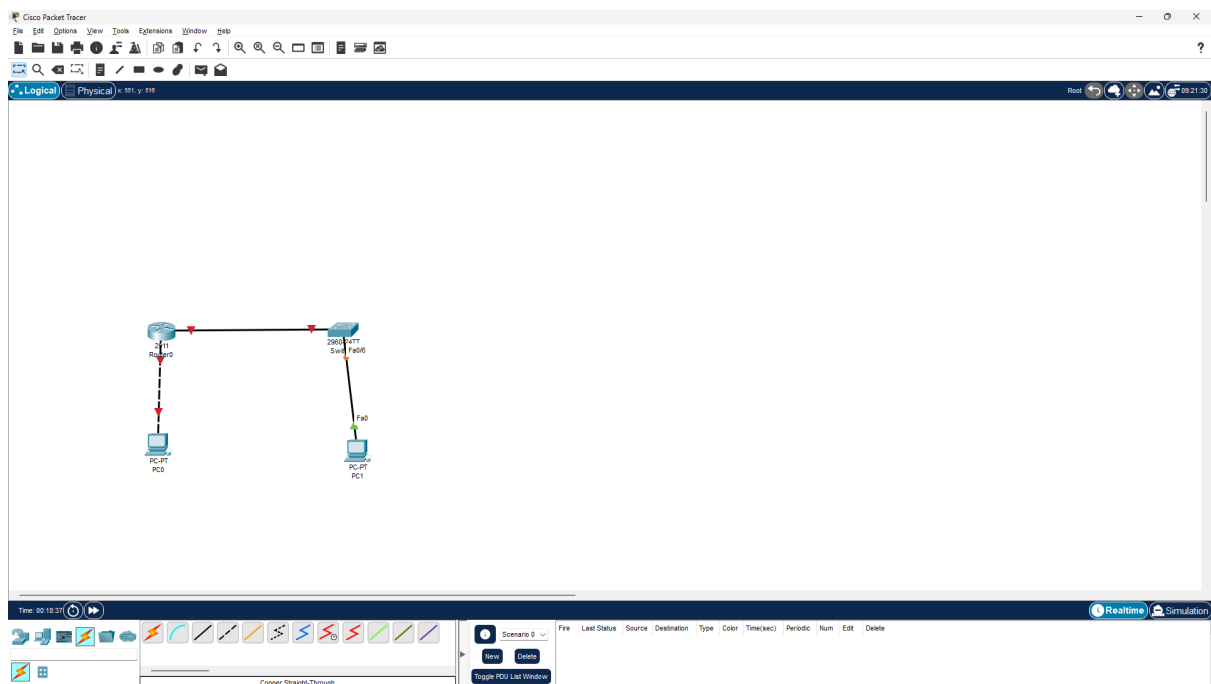 Cisco Packet Tracer
File Edit Options View Tools Extensions Window Help
?
Logical Physical x: 551, y: 516 Root 09:21:30
2911
Router0
2960-24TT
Fa0/6
Fa0
PC-PT
PC0
PC-PT
PC1
Time: 00:18:37 Realtime Simulation
Scenario 0
Fire Last Status Source Destination Type Color Time(sec) Periodic Num Edit Delete
New Delete
Toggle PDU List Window
Copper Straight-Through